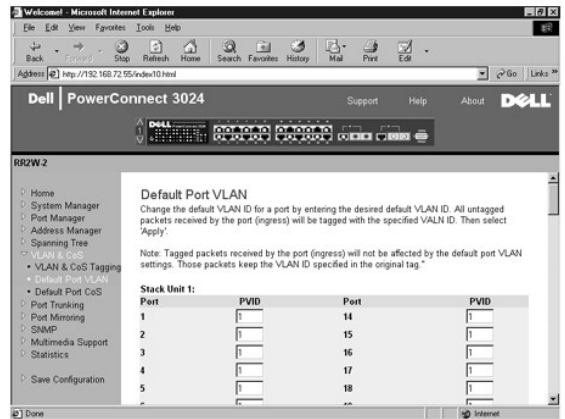 Welcome! - Microsoft Internet Explorer
File Edit View Favorites Tools Help
Back Forward Stop Refresh Home Search Favorites History Mail Print Edit
Address http://192.168.72.55/index10.html Go Links »
Dell PowerConnect 3024
Support Help About DELL
DELL
RR2W-2
Home
System Manager
Port Manager
Address Manager
Spanning Tree
VLAN & CoS
VLAN & CoS Tagging
Default Port VLAN
Default Port CoS
Port Trunking
Port Mirroring
SNMP
Multimedia Support
Statistics
Save Configuration
Default Port VLAN
Change the default VLAN ID for a port by entering the desired default VLAN ID. All untagged
packets received by the port (ingress) will be tagged with the specified VALN ID. Then select
'Apply'.
Note: Tagged packets received by the port (ingress) will not be affected by the default port VLAN
settings. Those packets keep the VLAN ID specified in the original tag."
Stack Unit 1:
Port PVID Port PVID
1 1 14 1
2 1 15 1
3 1 16 1
4 1 17 1
5 1 18 1
Done Internet